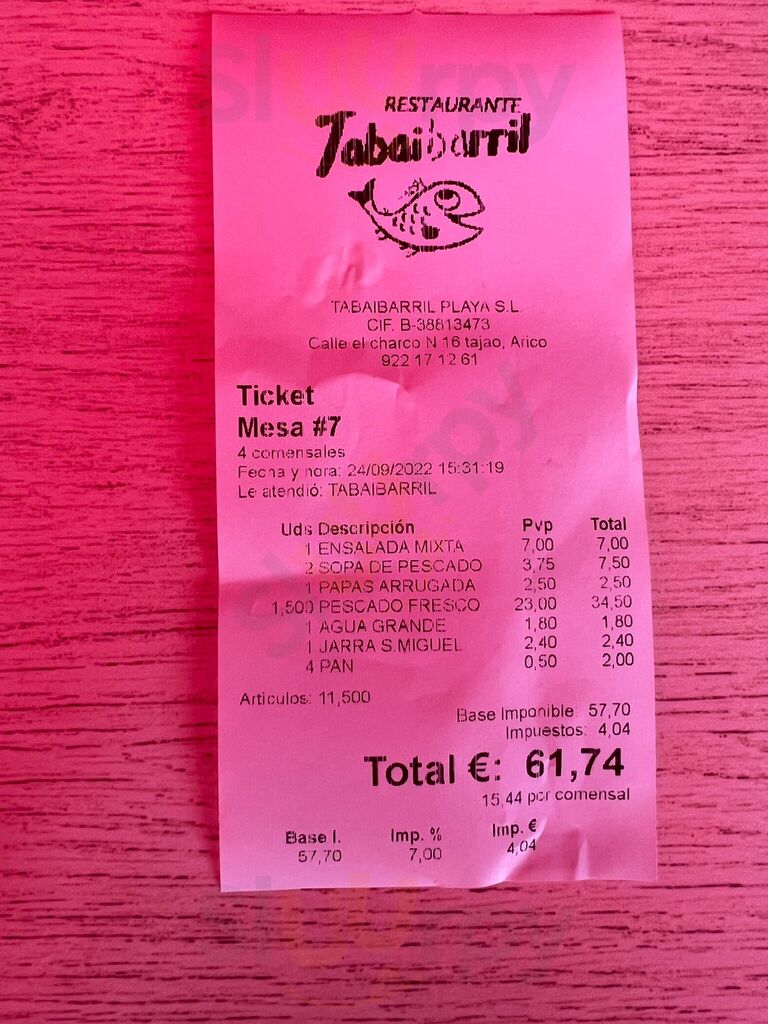 RESTAURANTE
Tabaibarril
TABAIBARRIL PLAYA S.L.
CIF. B-38813473
Calle el charco N 16 tajao, Arico
922 17 12 61
Ticket
Mesa #7
4 comensales
Fecha y hora: 24/09/2022 15:31:19
Le atendió: TABAIBARRIL
Uds Descripción Pvp Total
1 ENSALADA MIXTA 7,00 7,00
2 SOPA DE PESCADO 3,75 7,50
1 PAPAS ARRUGADA 2,50 2,50
1,500 PESCADO FRESCO 23,00 34,50
1 AGUA GRANDE 1,80 1,80
1 JARRA S.MIGUEL 2,40 2,40
4 PAN 0,50 2,00
Articulos: 11,500
Base Imponible: 57,70
Impuestos: 4,04
Total €: 61,74
15,44 por comensal
Base I. Imp. % Imp. €
57,70 7,00 4,04
Sluurpy
Sluurpy
Sluurpy